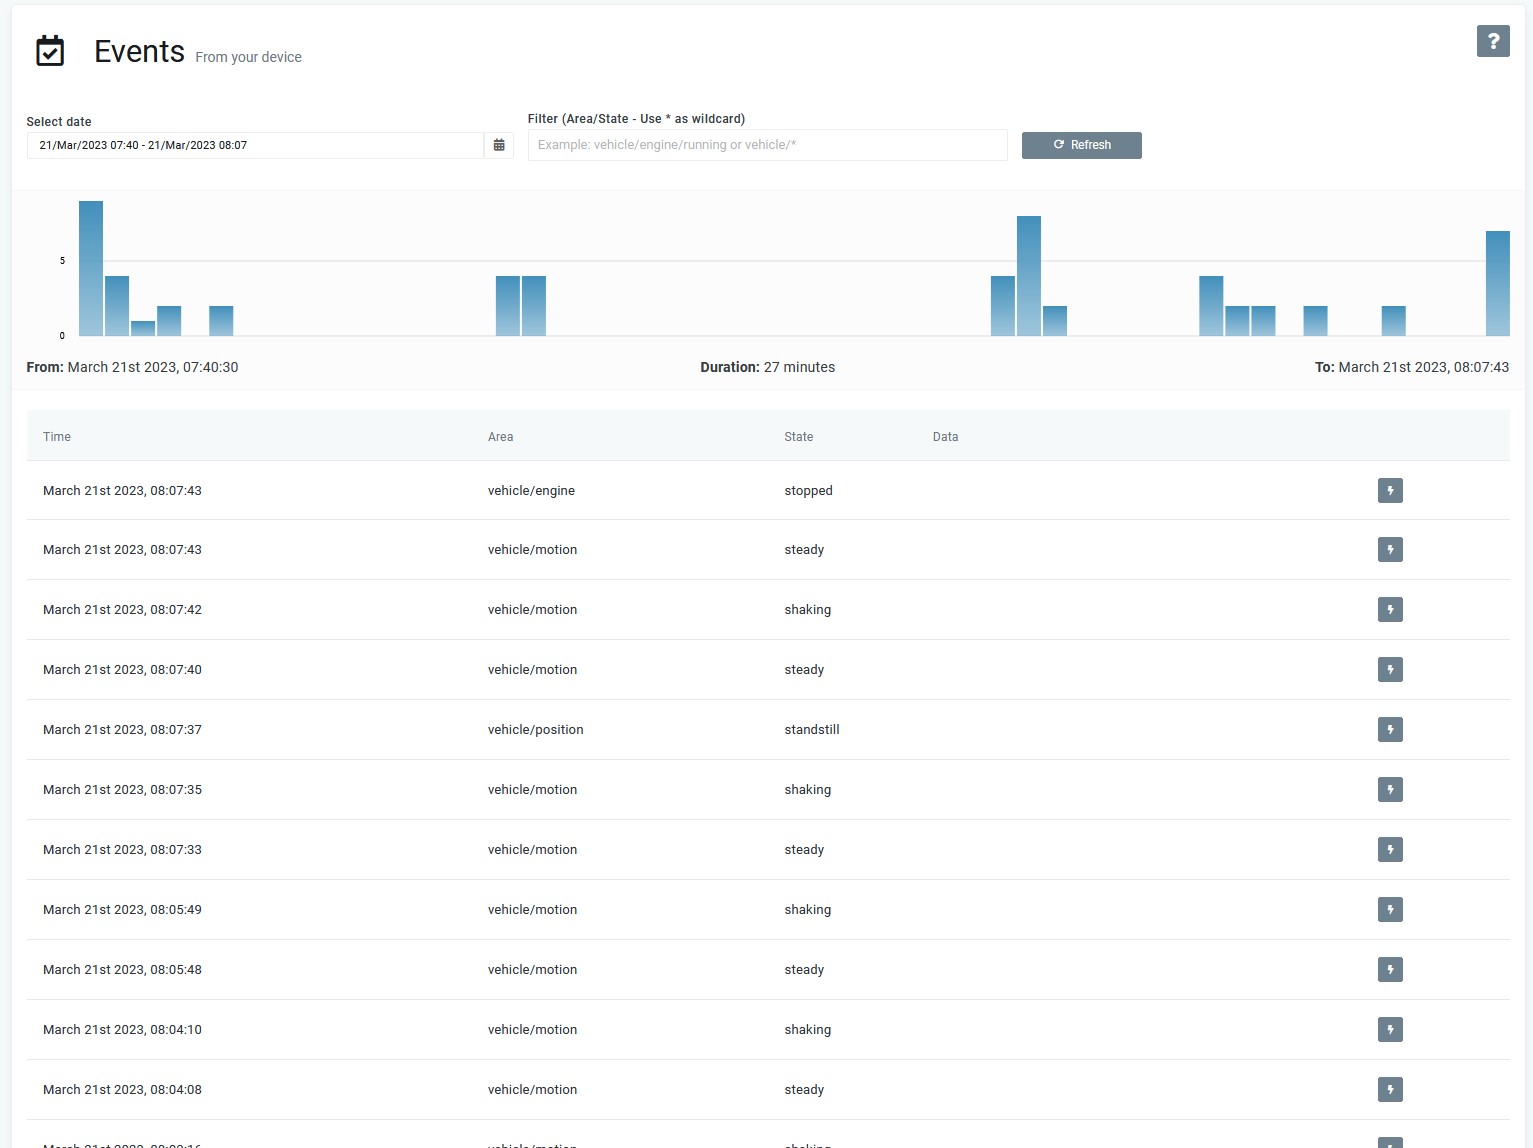 Events From your device
?
Select date
Filter (Area/State - Use * as wildcard)
21/Mar/2023 07:40 - 21/Mar/2023 08:07
Example: vehicle/engine/running or vehicle/*
Refresh
5
0
From: March 21st 2023, 07:40:30
Duration: 27 minutes
To: March 21st 2023, 08:07:43
Time Area State Data
March 21st 2023, 08:07:43 vehicle/engine stopped
March 21st 2023, 08:07:43 vehicle/motion steady
March 21st 2023, 08:07:42 vehicle/motion shaking
March 21st 2023, 08:07:40 vehicle/motion steady
March 21st 2023, 08:07:37 vehicle/position standstill
March 21st 2023, 08:07:35 vehicle/motion shaking
March 21st 2023, 08:07:33 vehicle/motion steady
March 21st 2023, 08:05:49 vehicle/motion shaking
March 21st 2023, 08:05:48 vehicle/motion steady
March 21st 2023, 08:04:10 vehicle/motion shaking
March 21st 2023, 08:04:08 vehicle/motion steady